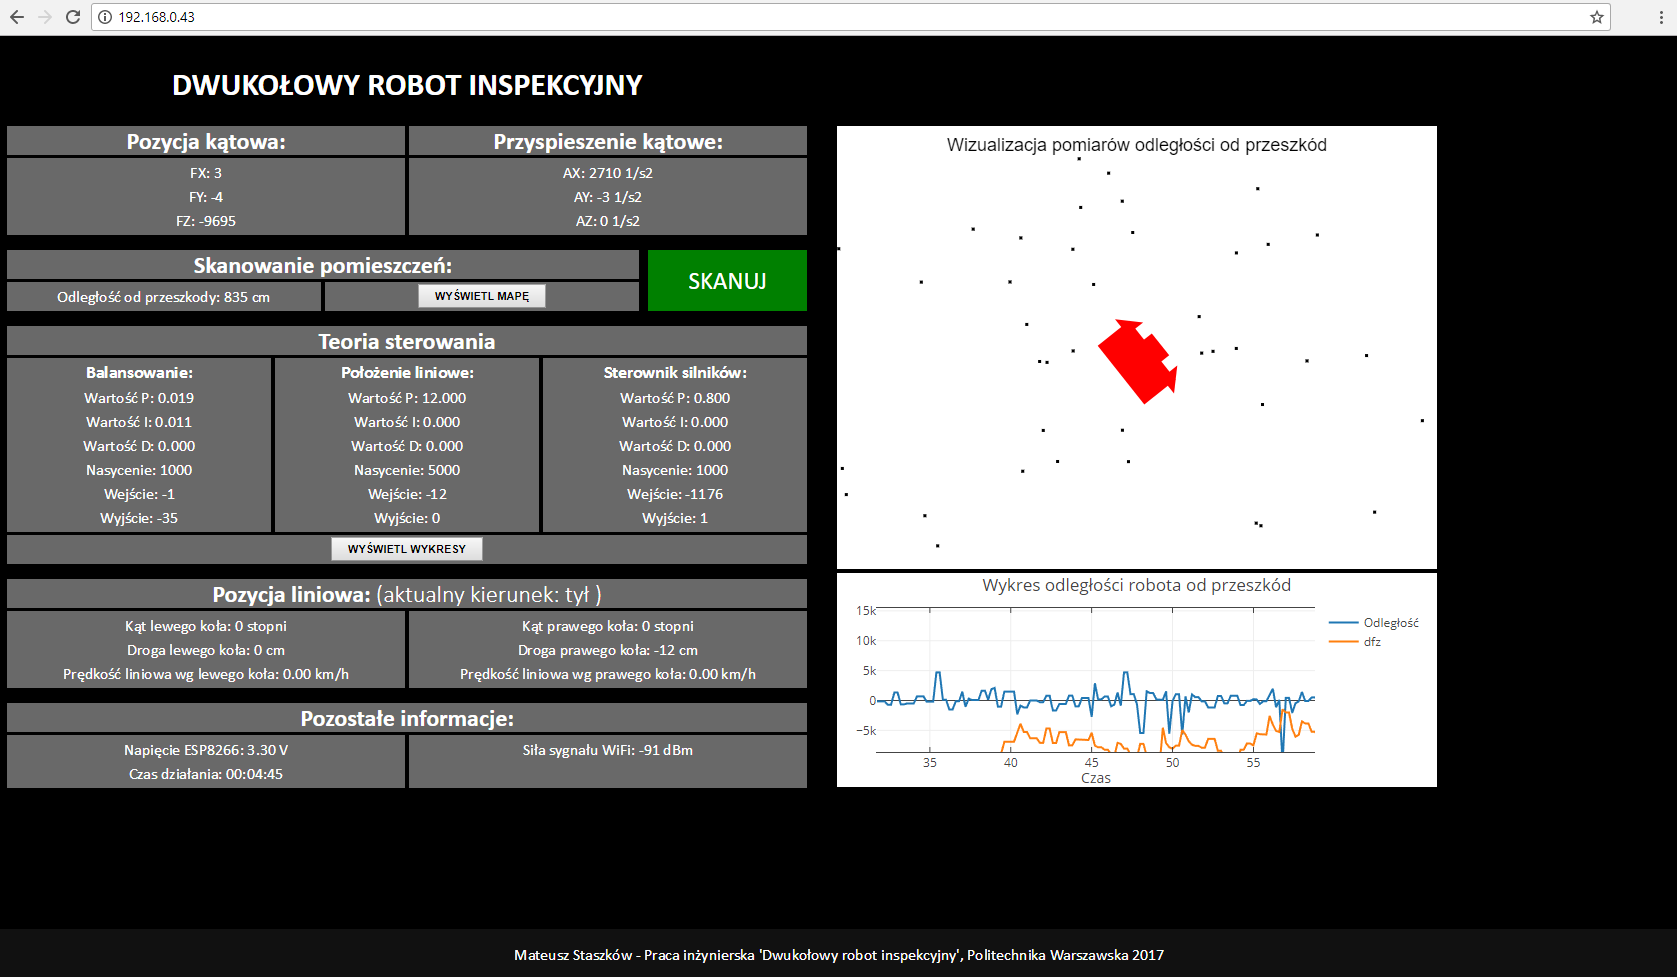 192.168.0.43
DWUKOŁOWY ROBOT INSPEKCYJNY
Pozycja kątowa:
FX: 3
FY: -4
FZ: -9695
Przyspieszenie kątowe:
AX: 2710 1/s2
AY: -3 1/s2
AZ: 0 1/s2
Skanowanie pomieszczeń:
Odległość od przeszkody: 835 cm
WYŚWIETL MAPĘ
SKANUJ
Teoria sterowania
Balansowanie:
Wartość P: 0.019
Wartość I: 0.011
Wartość D: 0.000
Nasycenie: 1000
Wejście: -1
Wyjście: -35
Położenie liniowe:
Wartość P: 12.000
Wartość I: 0.000
Wartość D: 0.000
Nasycenie: 5000
Wejście: -12
Wyjście: 0
Sterownik silników:
Wartość P: 0.800
Wartość I: 0.000
Wartość D: 0.000
Nasycenie: 1000
Wejście: -1176
Wyjście: 1
WYŚWIETL WYKRESY
Pozycja liniowa: (aktualny kierunek: tył )
Kąt lewego koła: 0 stopni
Droga lewego koła: 0 cm
Prędkość liniowa wg lewego koła: 0.00 km/h
Kąt prawego koła: 0 stopni
Droga prawego koła: -12 cm
Prędkość liniowa wg prawego koła: 0.00 km/h
Pozostałe informacje:
Napięcie ESP8266: 3.30 V
Czas działania: 00:04:45
Siła sygnału WiFi: -91 dBm
Wizualizacja pomiarów odległości od przeszkód
Wykres odległości robota od przeszkód
15k
10k
5k
0
−5k
35 40 45 50 55
Czas
Odległość
dfz
Mateusz Staszków - Praca inżynierska 'Dwukołowy robot inspekcyjny', Politechnika Warszawska 2017